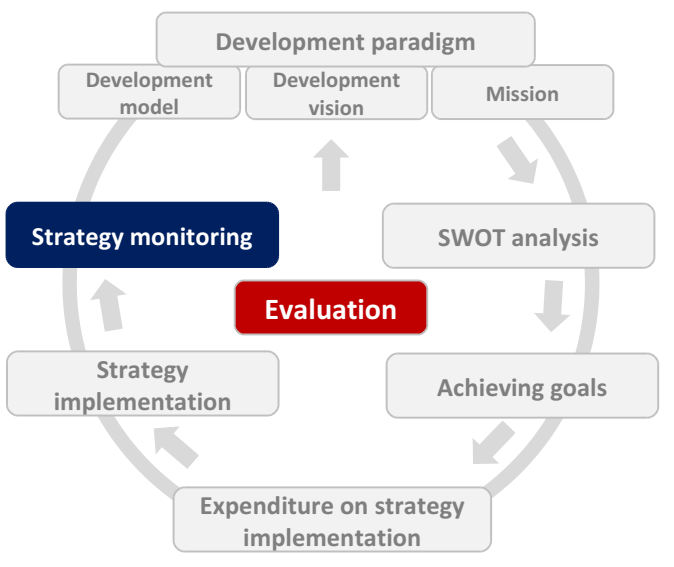 Development paradigm
Development
model
Development
vision
Mission
Strategy monitoring
SWOT analysis
Evaluation
Strategy
implementation
Achieving goals
Expenditure on strategy
implementation